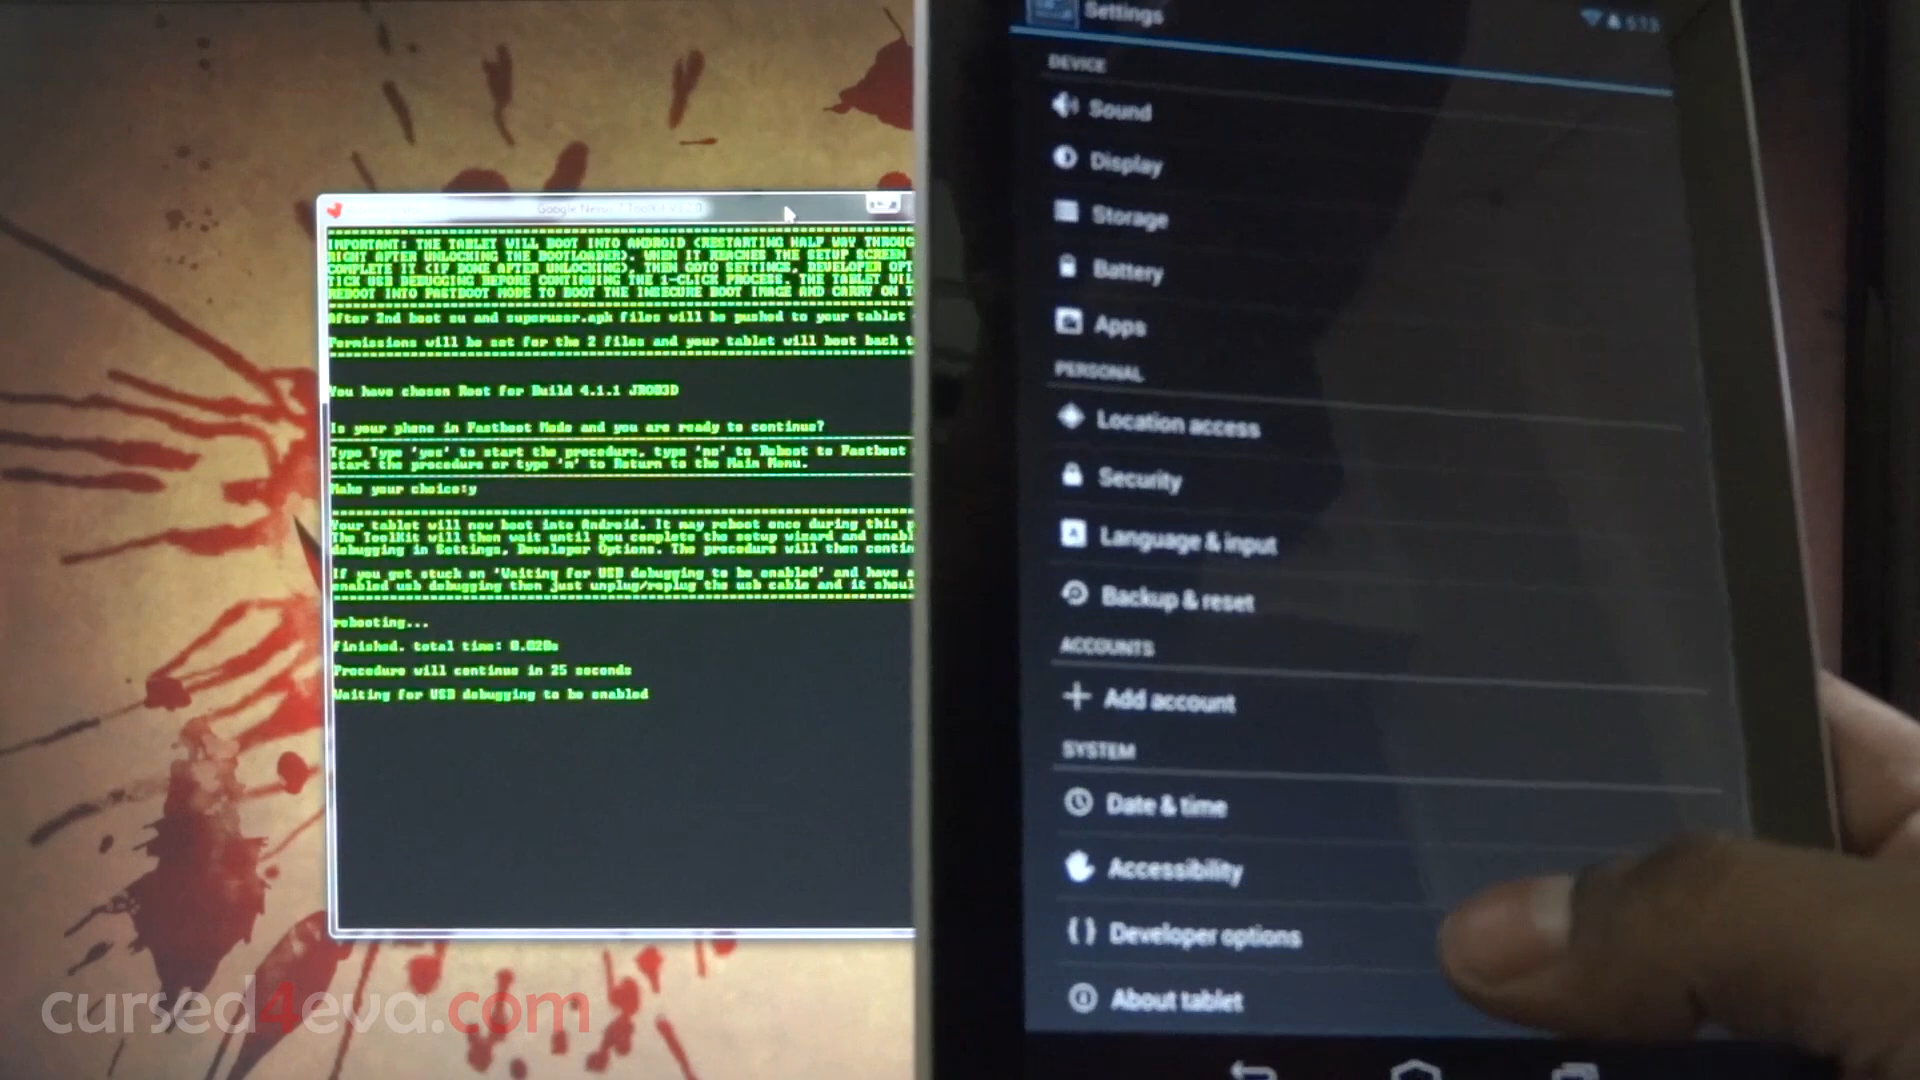 Google Nexus 7 ToolKit V1.2.0
IMPORTANT: THE TABLET WILL BOOT INTO ANDROID (RESTARTING HALF WAY THROUG
RIGHT AFTER UNLOCKING THE BOOTLOADER). WHEN IT REACHES THE SETUP SCREEN
COMPLETE IT (IF DONE AFTER UNLOCKING), THEN GOTO SETTINGS, DEVELOPER OPT
TICK USB DEBUGGING BEFORE CONTINUING THE 1-CLICK PROCESS. THE TABLET WIL
REBOOT INTO FASTBOOT MODE TO BOOT THE INSECURE BOOT IMAGE AND CARRY ON T
After 2nd boot su and superuser.apk files will be pushed to your tablet
Permissions will be set for the 2 files and your tablet will boot back t
You have chosen Root for Build 4.1.1 JRO03D
Is your phone in Fastboot Mode and you are ready to continue?
Type Type 'yes' to start the procedure, type 'no' to Reboot to Fastboot
start the procedure or type 'm' to Return to the Main Menu.
Make your choice:y
Your tablet will now boot into Android. It may reboot once during this p
The ToolKit will then wait until you complete the setup wizard and enabl
debugging in Settings, Developer Options. The procedure will then contin
If you get stuck on 'Waiting for USB debugging to be enabled' and have a
enabled usb debugging then just unplug/replug the usb cable and it shoul
rebooting...
finished. total time: 0.020s
Procedure will continue in 25 seconds
Waiting for USB debugging to be enabled
Settings
5:13
DEVICE
Sound
Display
Storage
Battery
Apps
PERSONAL
Location access
Security
Language & input
Backup & reset
ACCOUNTS
Add account
SYSTEM
Date & time
Accessibility
Developer options
About tablet
cursed4eva.com